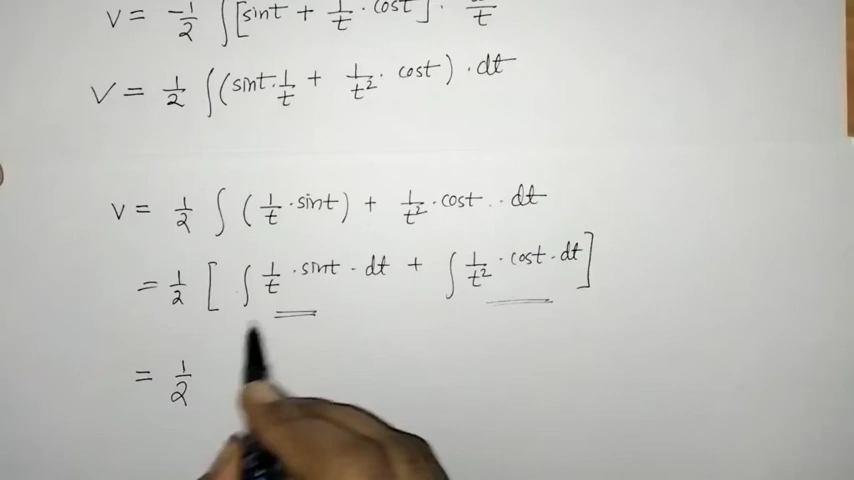 v = -1/2 ∫[sint + 1/t · cost] · /t
V = 1/2 ∫(sint · 1/t + 1/t² · cost) · dt
v = 1/2 ∫(1/t · sint) + 1/t² · cost · · dt
= 1/2 [∫ 1/t · sint · dt + ∫ 1/t² · cost · dt]
= 1/2